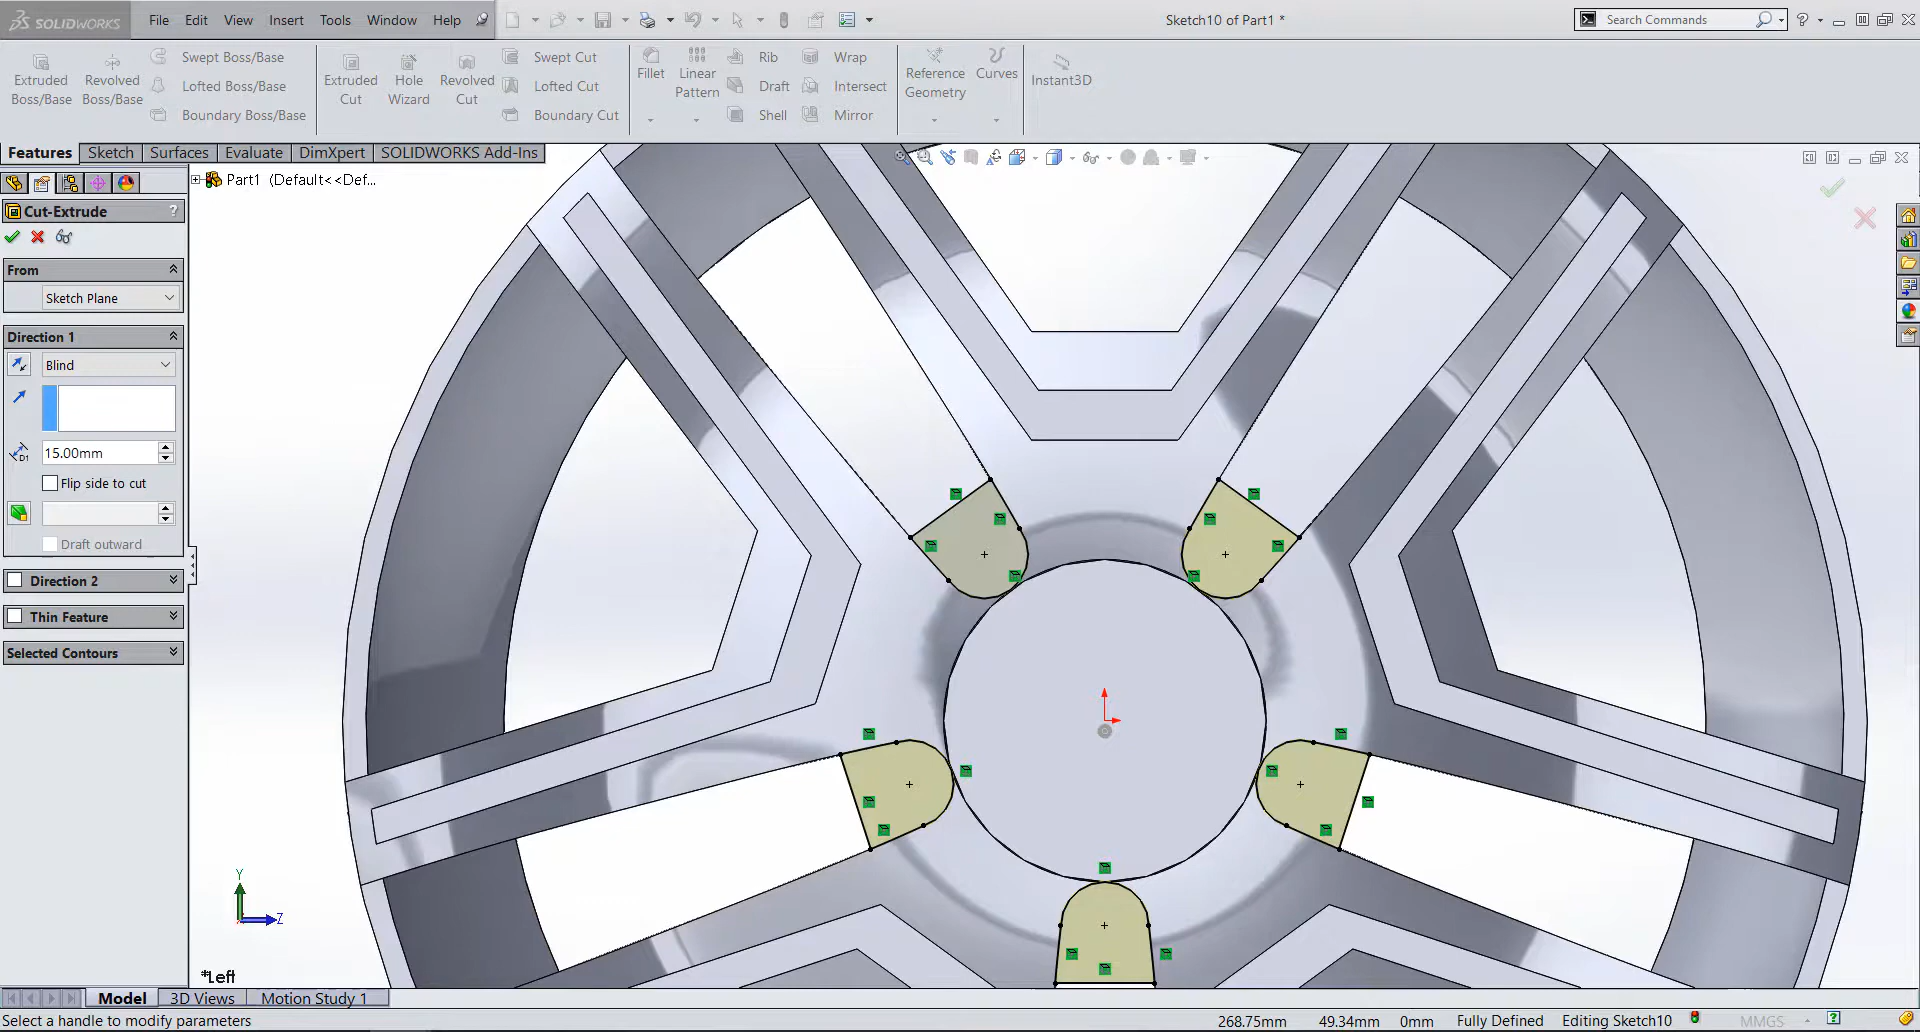 SOLIDWORKS File Edit View Insert Tools Window Help Sketch10 of Part1 * Search Commands ?
Extruded Boss/Base
Revolved Boss/Base
Swept Boss/Base
Lofted Boss/Base
Boundary Boss/Base
Extruded Cut
Hole Wizard
Revolved Cut
Swept Cut
Lofted Cut
Boundary Cut
Fillet
Linear Pattern
Rib
Draft
Shell
Wrap
Intersect
Mirror
Reference Geometry
Curves
Instant3D
Features Sketch Surfaces Evaluate DimXpert SOLIDWORKS Add-Ins
Part1 (Default<<Def...
Cut-Extrude ?
From
Sketch Plane
Direction 1
Blind
D1 15.00mm
Flip side to cut
Draft outward
Direction 2
Thin Feature
Selected Contours
Y
Z
*Left
Model 3D Views Motion Study 1
Select a handle to modify parameters 268.75mm 49.34mm 0mm Fully Defined Editing Sketch10 MMGS ?